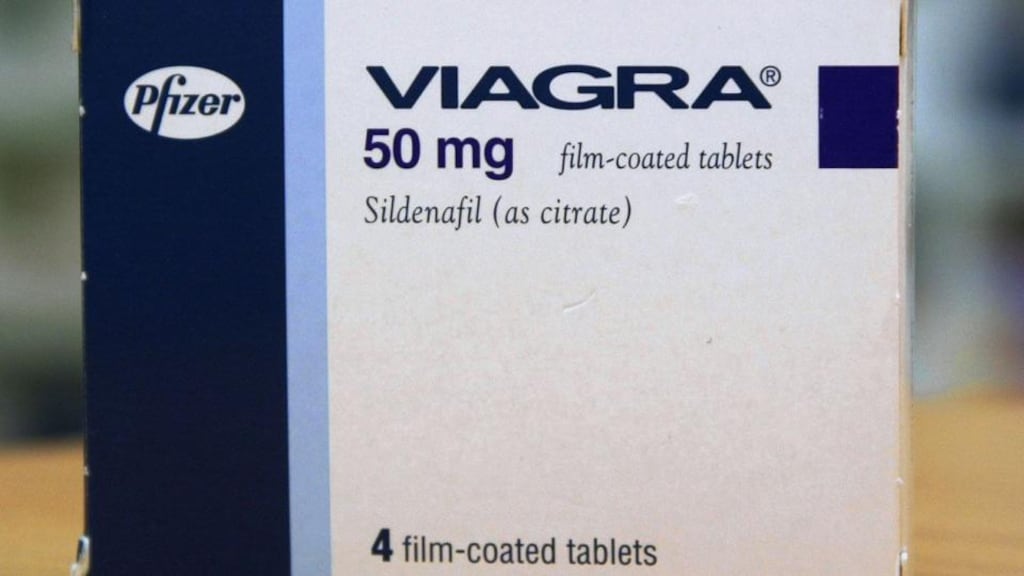 Pfizer
VIAGRA®
50 mg film-coated tablets
Sildenafil (as citrate)
4 film-coated tablets